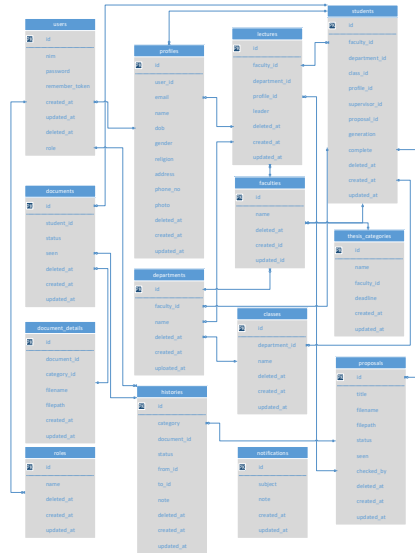 users
id
nim
password
remember_token
created_at
updated_at
deleted_at
role
documents
id
student_id
status
seen
deleted_at
created_at
updated_at
document_details
id
document_id
category_id
filename
filepath
created_at
updated_at
roles
id
name
deleted_at
created_at
updated_at
profiles
id
user_id
email
name
dob
gender
religion
address
phone_no
photo
deleted_at
created_at
updated_at
departments
id
faculty_id
name
deleted_at
created_at
updated_at
histories
id
category
document_id
status
from_id
to_id
note
deleted_at
created_at
updated_at
lectures
id
faculty_id
department_id
profile_id
leader
deleted_at
created_at
updated_at
faculties
id
name
deleted_at
created_id
updated_id
classes
id
department_id
name
deleted_at
created_at
updated_at
notifications
id
subject
note
created_at
updated_at
students
id
faculty_id
department_id
class_id
profile_id
supervisor_id
proposal_id
generation
complete
deleted_at
created_at
updated_at
thesis_categories
id
name
faculty_id
deadline
created_at
updated_at
proposals
id
title
filename
filepath
status
seen
checked_by
deleted_at
created_at
updated_at